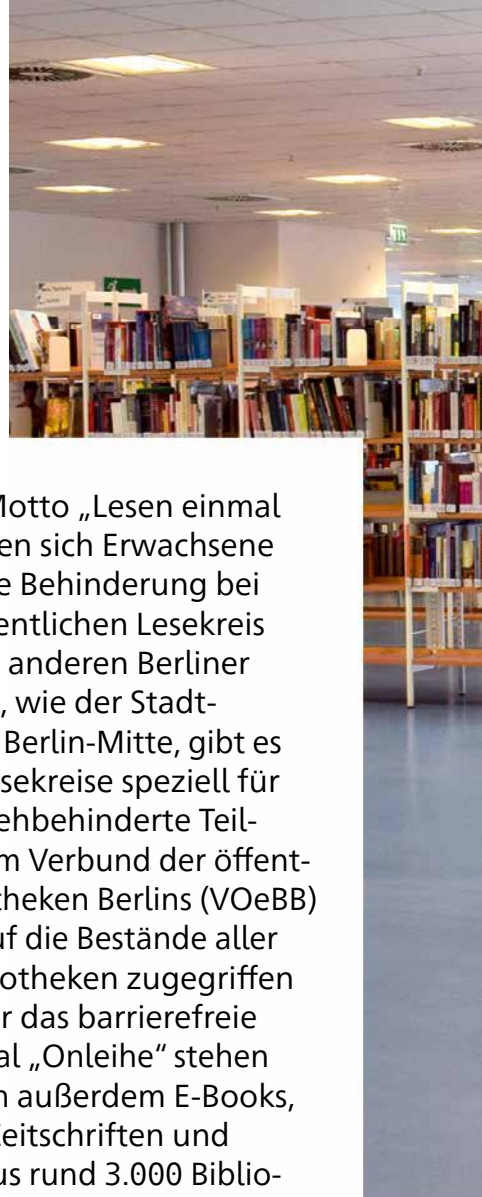 Motto „Lesen einmal
en sich Erwachsene
e Behinderung bei
entlichen Lesekreis
anderen Berliner
, wie der Stadt-
Berlin-Mitte, gibt es
sekreise speziell für
ehbehinderte Teil-
m Verbund der öffent-
theken Berlins (VOeBB)
uf die Bestände aller
iotheken zugegriffen
r das barrierefreie
al „Onleihe“ stehen
n außerdem E-Books,
Zeitschriften und
us rund 3.000 Biblio-